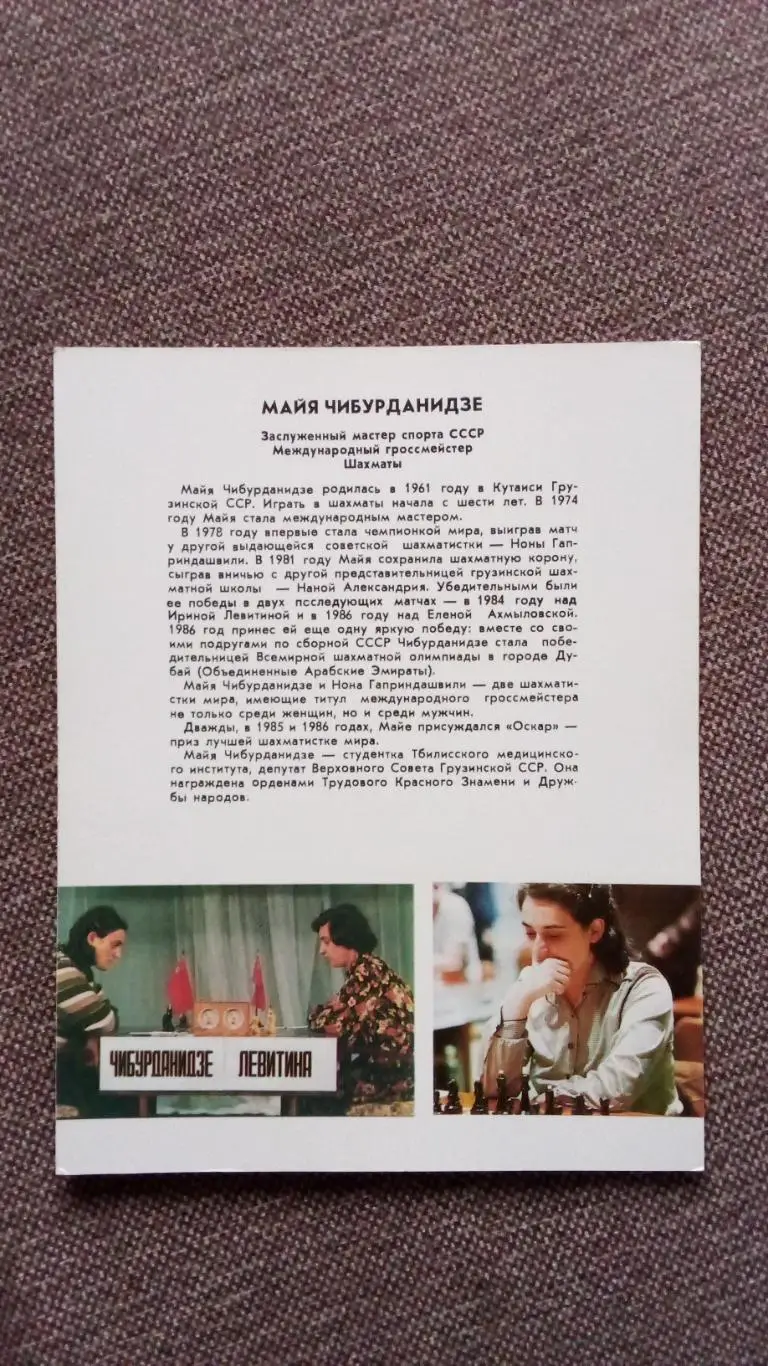 МАЙЯ ЧИБУРДАНИДЗЕ
Заслуженный мастер спорта СССР
Международный гроссмейстер
Шахматы
Майя Чибурданидзе родилась в 1961 году в Кутаиси Гру-
зинской ССР. Играть в шахматы начала с шести лет. В 1974
году Майя стала международным мастером.
В 1978 году впервые стала чемпионкой мира, выиграв матч
у другой выдающейся советской шахматистки — Ноны Гап-
риндашвили. В 1981 году Майя сохранила шахматную корону,
сыграв вничью с другой представительницей грузинской шах-
матной школы — Наной Александрия. Убедительными были
ее победы в двух псследующих матчах — в 1984 году над
Ириной Левитиной и в 1986 году над Еленой Ахмыловской.
1986 год принес ей еще одну яркую победу: вместе со сво-
ими подругами по сборной СССР Чибурданидзе стала побе-
дительницей Всемирной шахматной олимпиады в городе Ду-
бай (Объединенные Арабские Эмираты).
Майя Чибурданидзе и Нона Гаприндашвили — две шахмати-
стки мира, имеющие титул международного гроссмейстера
не только среди женщин, но и среди мужчин.
Дважды, в 1985 и 1986 годах, Майе присуждался «Оскар» —
приз лучшей шахматистке мира.
Майя Чибурданидзе — студентка Тбилисского медицинско-
го института, депутат Верховного Совета Грузинской ССР. Она
награждена орденами Трудового Красного Знамени и Друж-
бы народов.
ЧИБУРДАНИДЗЕ ЛЕВИТИНА